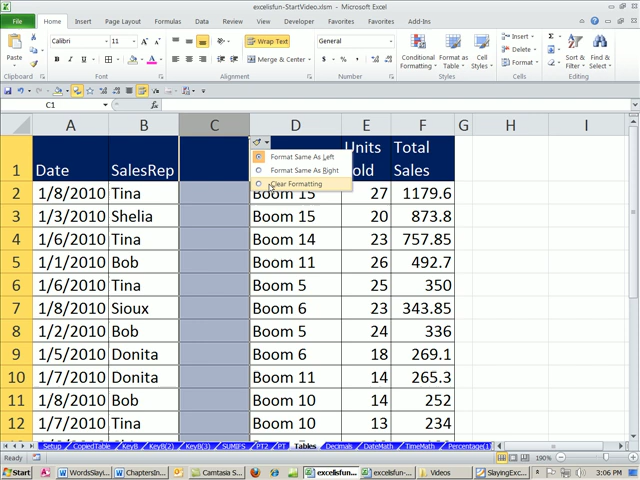 excelisfun-StartVideo.xlsm - Microsoft Excel
File Home Insert Page Layout Formulas Data Review View Developer Favorites Add-Ins
Paste Calibri 11 Wrap Text General Conditional Formatting Format as Table Cell Styles Insert Delete Format Sort & Filter Find & Select
B I U Merge & Center $ % ,
Clipboard Font Alignment Number Styles Cells Editing
C1 fx
A B C D E F G H I
1 Date SalesRep Units Total Sales
Format Same As Left
Format Same As Right
Clear Formatting
2 1/8/2010 Tina Boom 15 27 1179.6
3 1/3/2010 Shelia Boom 15 20 873.8
4 1/6/2010 Tina Boom 14 23 757.85
5 1/1/2010 Bob Boom 11 26 492.7
6 1/6/2010 Tina Boom 5 25 350
7 1/8/2010 Sioux Boom 6 23 343.85
8 1/2/2010 Bob Boom 5 24 336
9 1/5/2010 Donita Boom 6 18 269.1
10 1/7/2010 Donita Boom 11 14 265.3
11 1/8/2010 Bob Boom 10 14 252
12 1/7/2010 Tina Boom 10 13 234
Setup CopiedTable KeyB KeyB(2) KeyB(3) SUMIFS PT2 PT Tables Decimals DateMath TimeMath Percentage(1
Ready 190%
Start WordsSlayi... ChaptersIn... Camtasia S... excelisfun-... excelisfun-... Videos SlayingExc... 3:06 PM